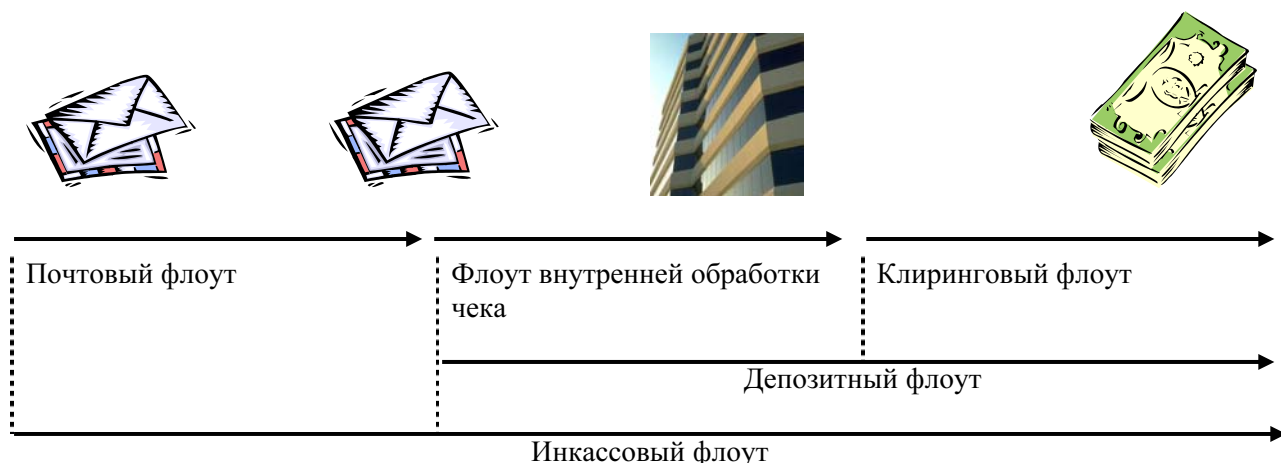 Почтовый флоут
Флоут внутренней обработки
чека
Клиринговый флоут
Депозитный флоут
Инкассовый флоут